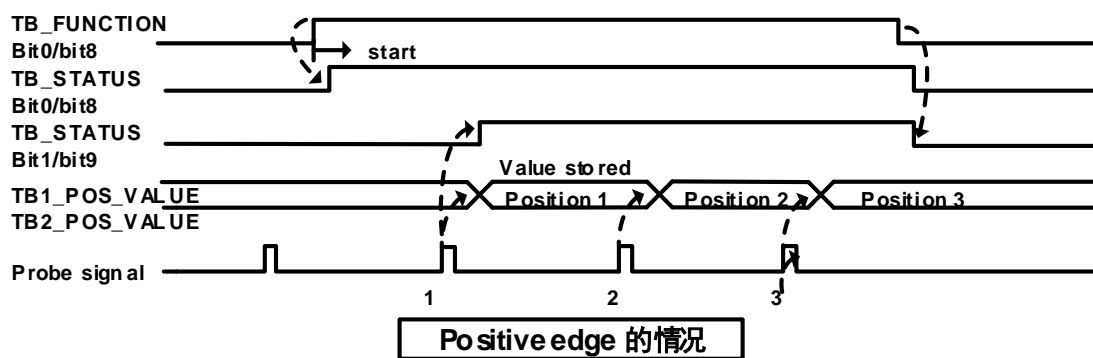 TB_FUNCTION
Bit0/bit8
start
TB_STATUS
Bit0/bit8
TB_STATUS
Bit1/bit9
Value stored
TB1_POS_VALUE
Position 1
Position 2
Position 3
TB2_POS_VALUE
Probe signal
1
2
3
Positive edge 的情况